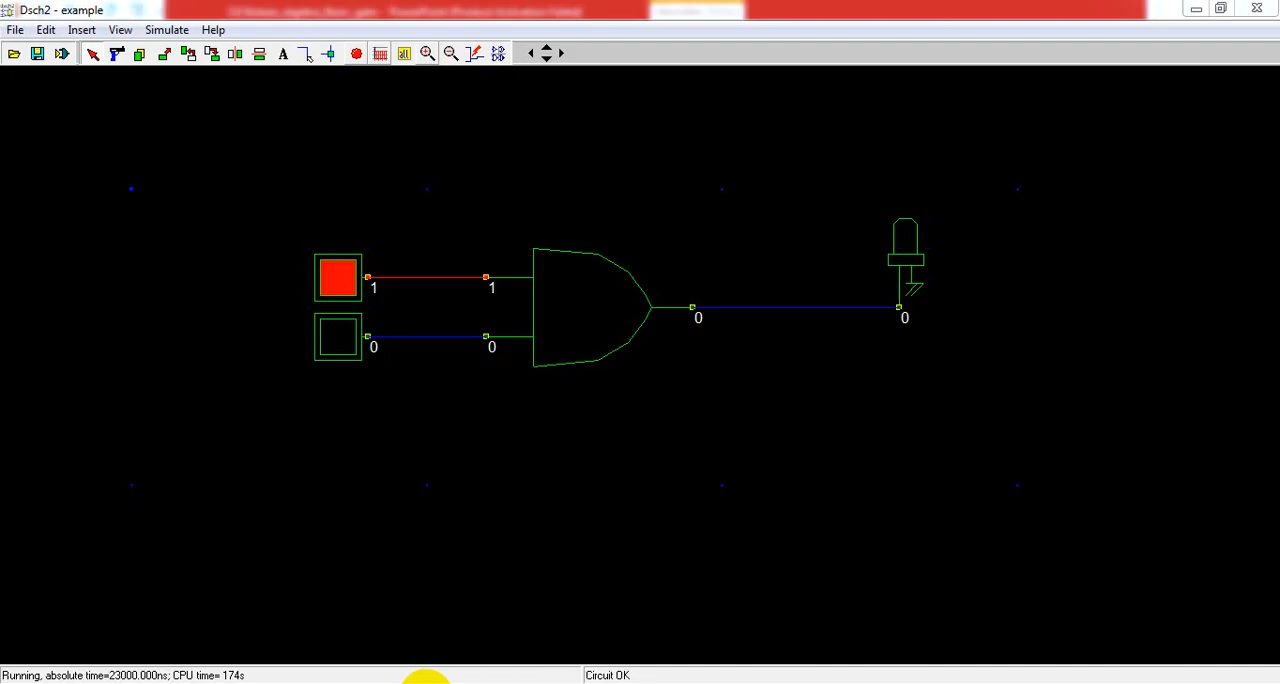 Dsch2 - example
File Edit Insert View Simulate Help
A all
1 1
0 0
0 0
Running, absolute time=23000.000ns; CPU time= 174s
Circuit OK